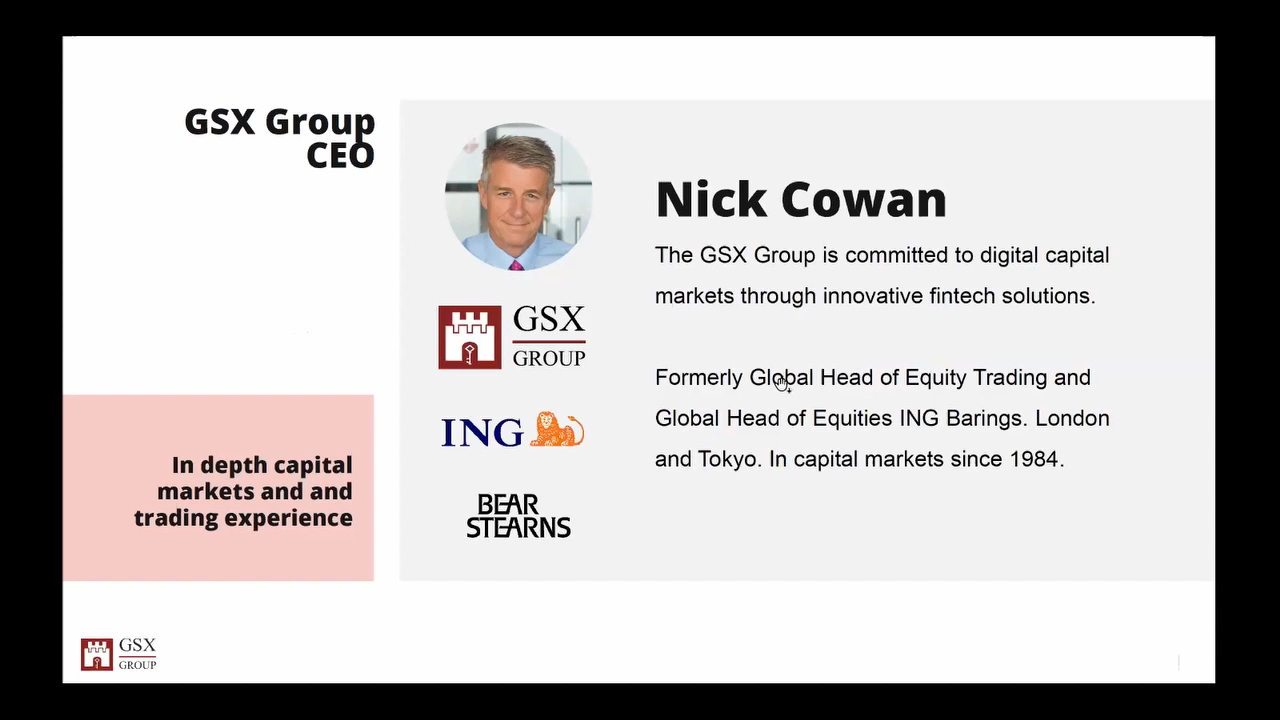 GSX Group
CEO
Nick Cowan
The GSX Group is committed to digital capital
markets through innovative fintech solutions.
GSX
GROUP
Formerly Global Head of Equity Trading and
Global Head of Equities ING Barings. London
and Tokyo. In capital markets since 1984.
ING
In depth capital
markets and and
trading experience
BEAR
STEARNS
GSX
GROUP